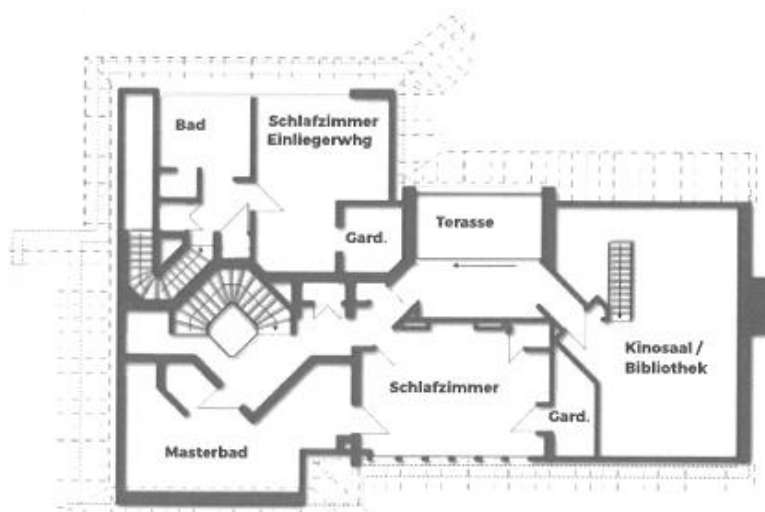 Bad
Schlafzimmer
Einliegerwhg
Gard.
Terasse
Kinosaal /
Bibliothek
Schlafzimmer
Gard.
Masterbad